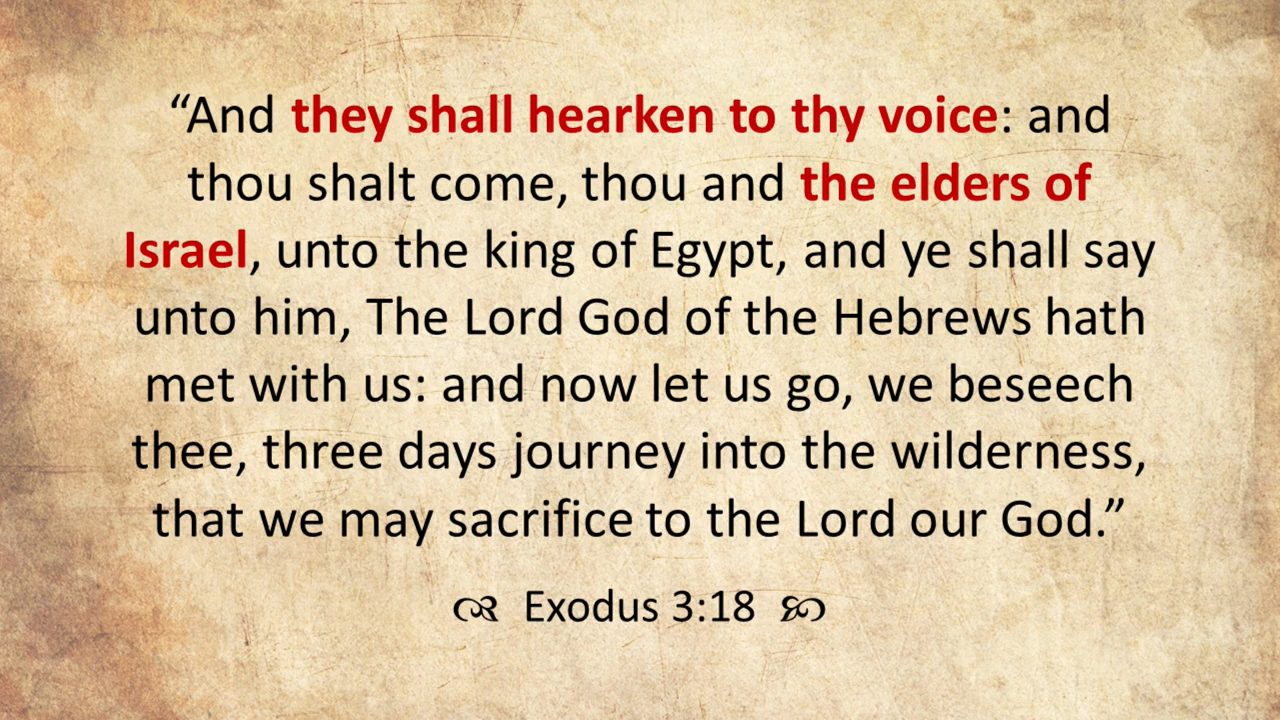 “And they shall hearken to thy voice: and
thou shalt come, thou and the elders of
Israel, unto the king of Egypt, and ye shall say
unto him, The Lord God of the Hebrews hath
met with us: and now let us go, we beseech
thee, three days journey into the wilderness,
that we may sacrifice to the Lord our God.”
Exodus 3:18